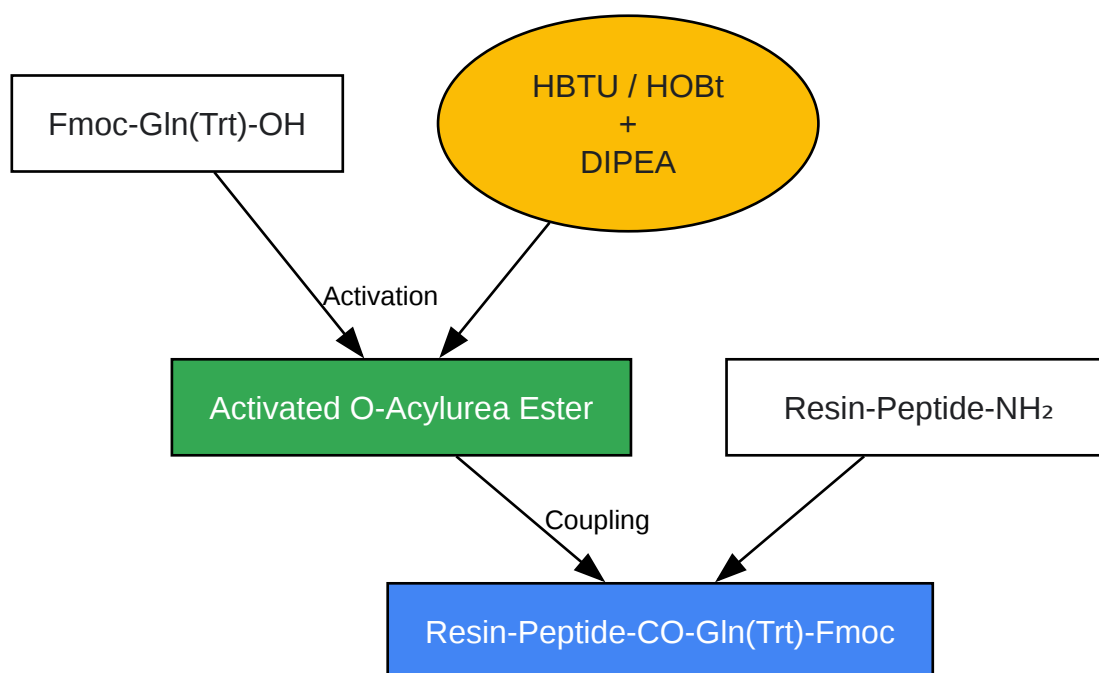 Fmoc-Gln(Trt)-OH
HBTU / HOBt
+
DIPEA
Activation
Activated O-Acylurea Ester
Resin-Peptide-NH₂
Coupling
Resin-Peptide-CO-Gln(Trt)-Fmoc